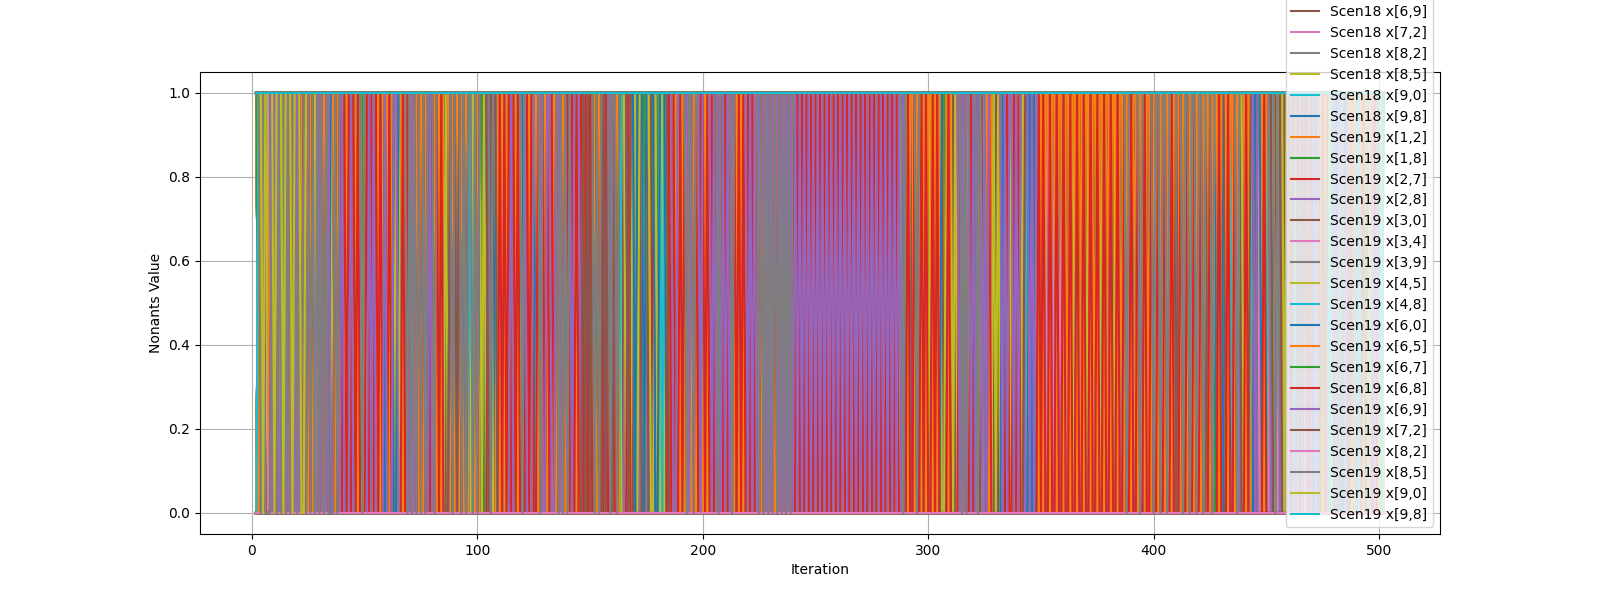 Scen18 x[6,9]
Scen18 x[7,2]
Scen18 x[8,2]
Scen18 x[8,5]
Scen18 x[9,0]
Scen18 x[9,8]
Scen19 x[1,2]
Scen19 x[1,8]
Scen19 x[2,7]
Scen19 x[2,8]
Scen19 x[3,0]
Scen19 x[3,4]
Scen19 x[3,9]
Scen19 x[4,5]
Scen19 x[4,8]
Scen19 x[6,0]
Scen19 x[6,5]
Scen19 x[6,7]
Scen19 x[6,8]
Scen19 x[6,9]
Scen19 x[7,2]
Scen19 x[8,2]
Scen19 x[8,5]
Scen19 x[9,0]
Scen19 x[9,8]
1.0
0.8
0.6
0.4
0.2
0.0
Nonants Value
0 100 200 300 400 500
Iteration